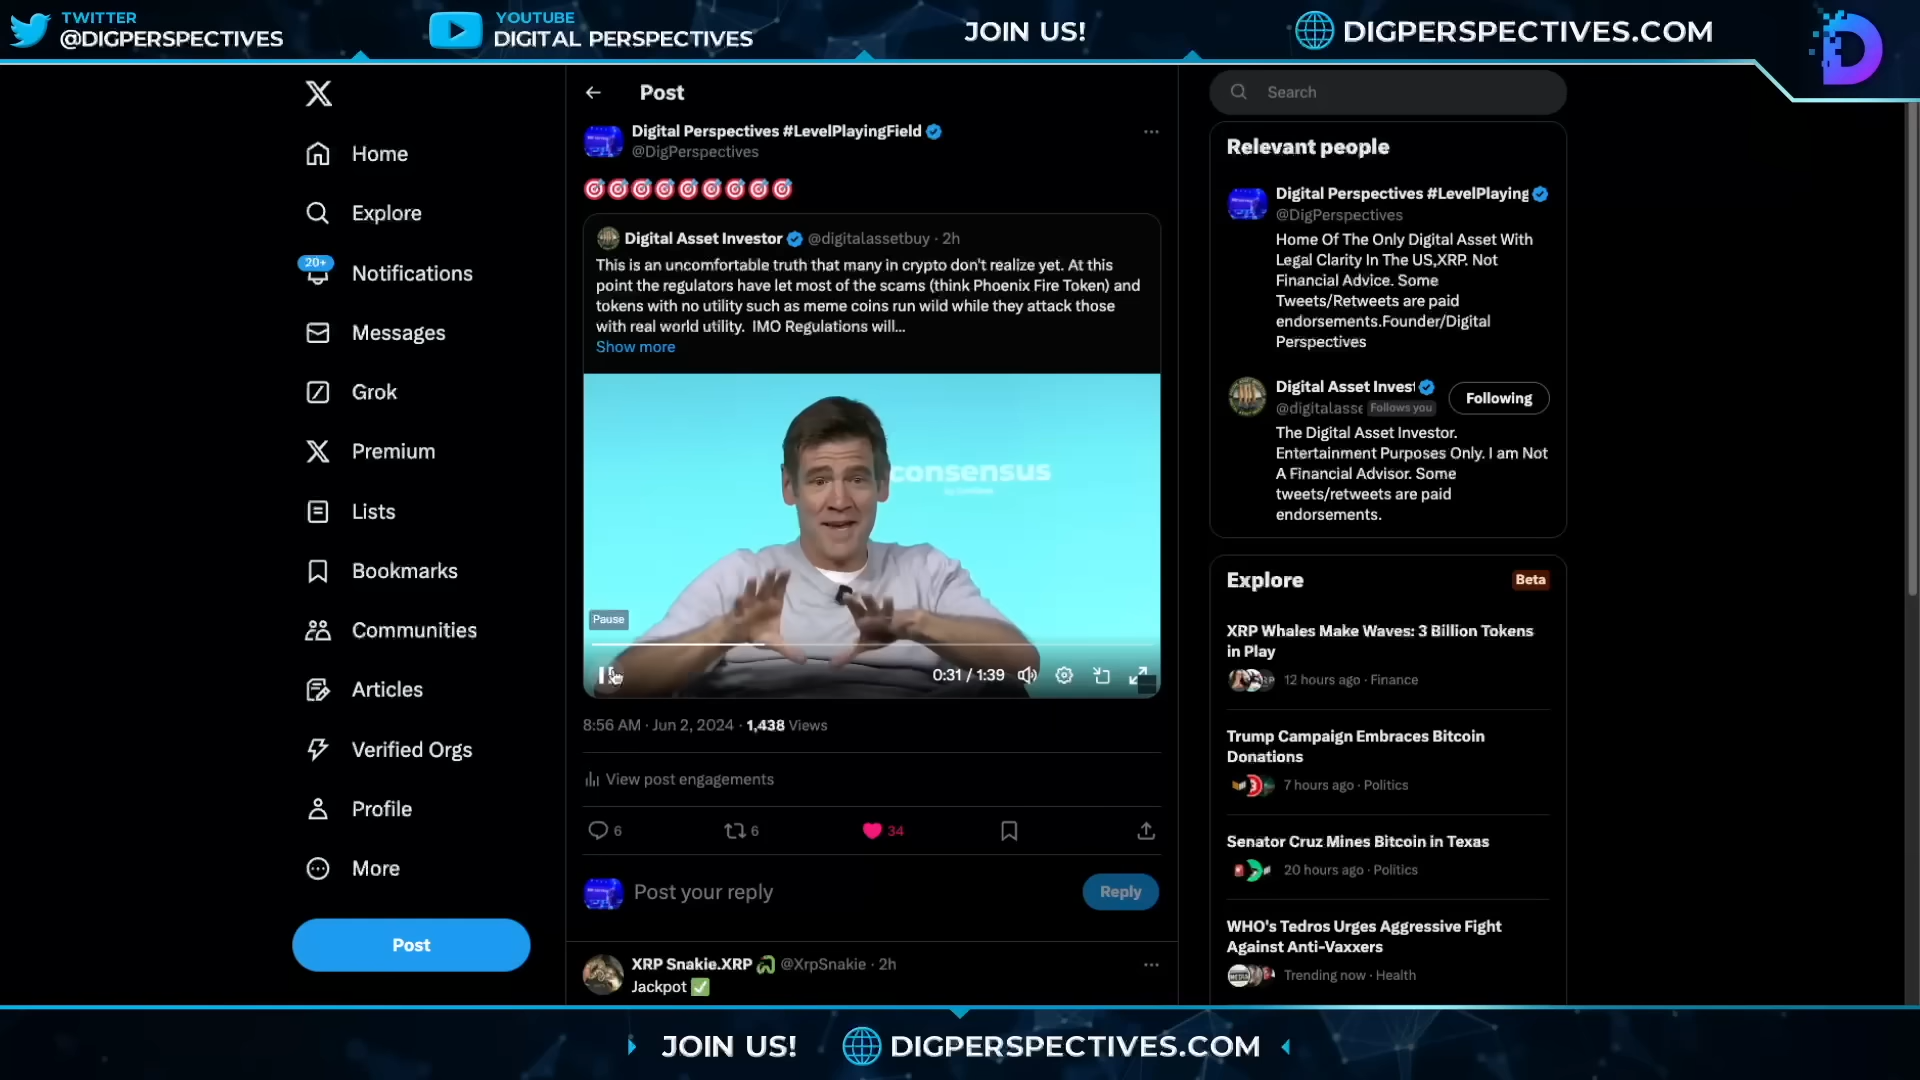 TWITTER
@DIGPERSPECTIVES
YOUTUBE
DIGITAL PERSPECTIVES
JOIN US!
DIGPERSPECTIVES.COM
D
Home
Explore
20+
Notifications
Messages
Grok
Premium
Lists
Bookmarks
Communities
Articles
Verified Orgs
Profile
More
Post
Post
Digital Perspectives #LevelPlayingField
@DigPerspectives
Digital Asset Investor @digitalassetbuy · 2h
This is an uncomfortable truth that many in crypto don't realize yet. At this
point the regulators have let most of the scams (think Phoenix Fire Token) and
tokens with no utility such as meme coins run wild while they attack those
with real world utility. IMO Regulations will...
Show more
consensus
Pause
0:31 / 1:39
8:56 AM · Jun 2, 2024 · 1,438 Views
View post engagements
6
6
34
Post your reply
Reply
XRP Snakie.XRP @XrpSnakie · 2h
Jackpot ✅
Search
Relevant people
Digital Perspectives #LevelPlaying
@DigPerspectives
Home Of The Only Digital Asset With
Legal Clarity In The US,XRP. Not
Financial Advice. Some
Tweets/Retweets are paid
endorsements.Founder/Digital
Perspectives
Digital Asset Inves
@digitalasse Follows you
Following
The Digital Asset Investor.
Entertainment Purposes Only. I am Not
A Financial Advisor. Some
tweets/retweets are paid
endorsements.
Explore
Beta
XRP Whales Make Waves: 3 Billion Tokens
in Play
12 hours ago · Finance
Trump Campaign Embraces Bitcoin
Donations
7 hours ago · Politics
Senator Cruz Mines Bitcoin in Texas
20 hours ago · Politics
WHO's Tedros Urges Aggressive Fight
Against Anti-Vaxxers
Trending now · Health
JOIN US!
DIGPERSPECTIVES.COM